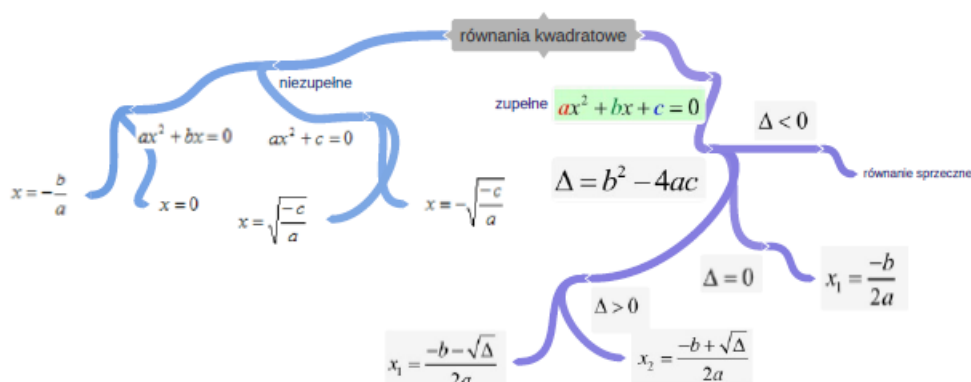 równania kwadratowe
niezupełne
zupełne ax² + bx + c = 0
Δ < 0
ax² + bx = 0
ax² + c = 0
równanie sprzeczne
Δ = b² − 4ac
x = −b/a
x = 0
x = √(−c/a)
x = −√(−c/a)
Δ = 0
x₁ = −b/2a
Δ > 0
x₁ = (−b − √Δ)/2a
x₂ = (−b + √Δ)/2a